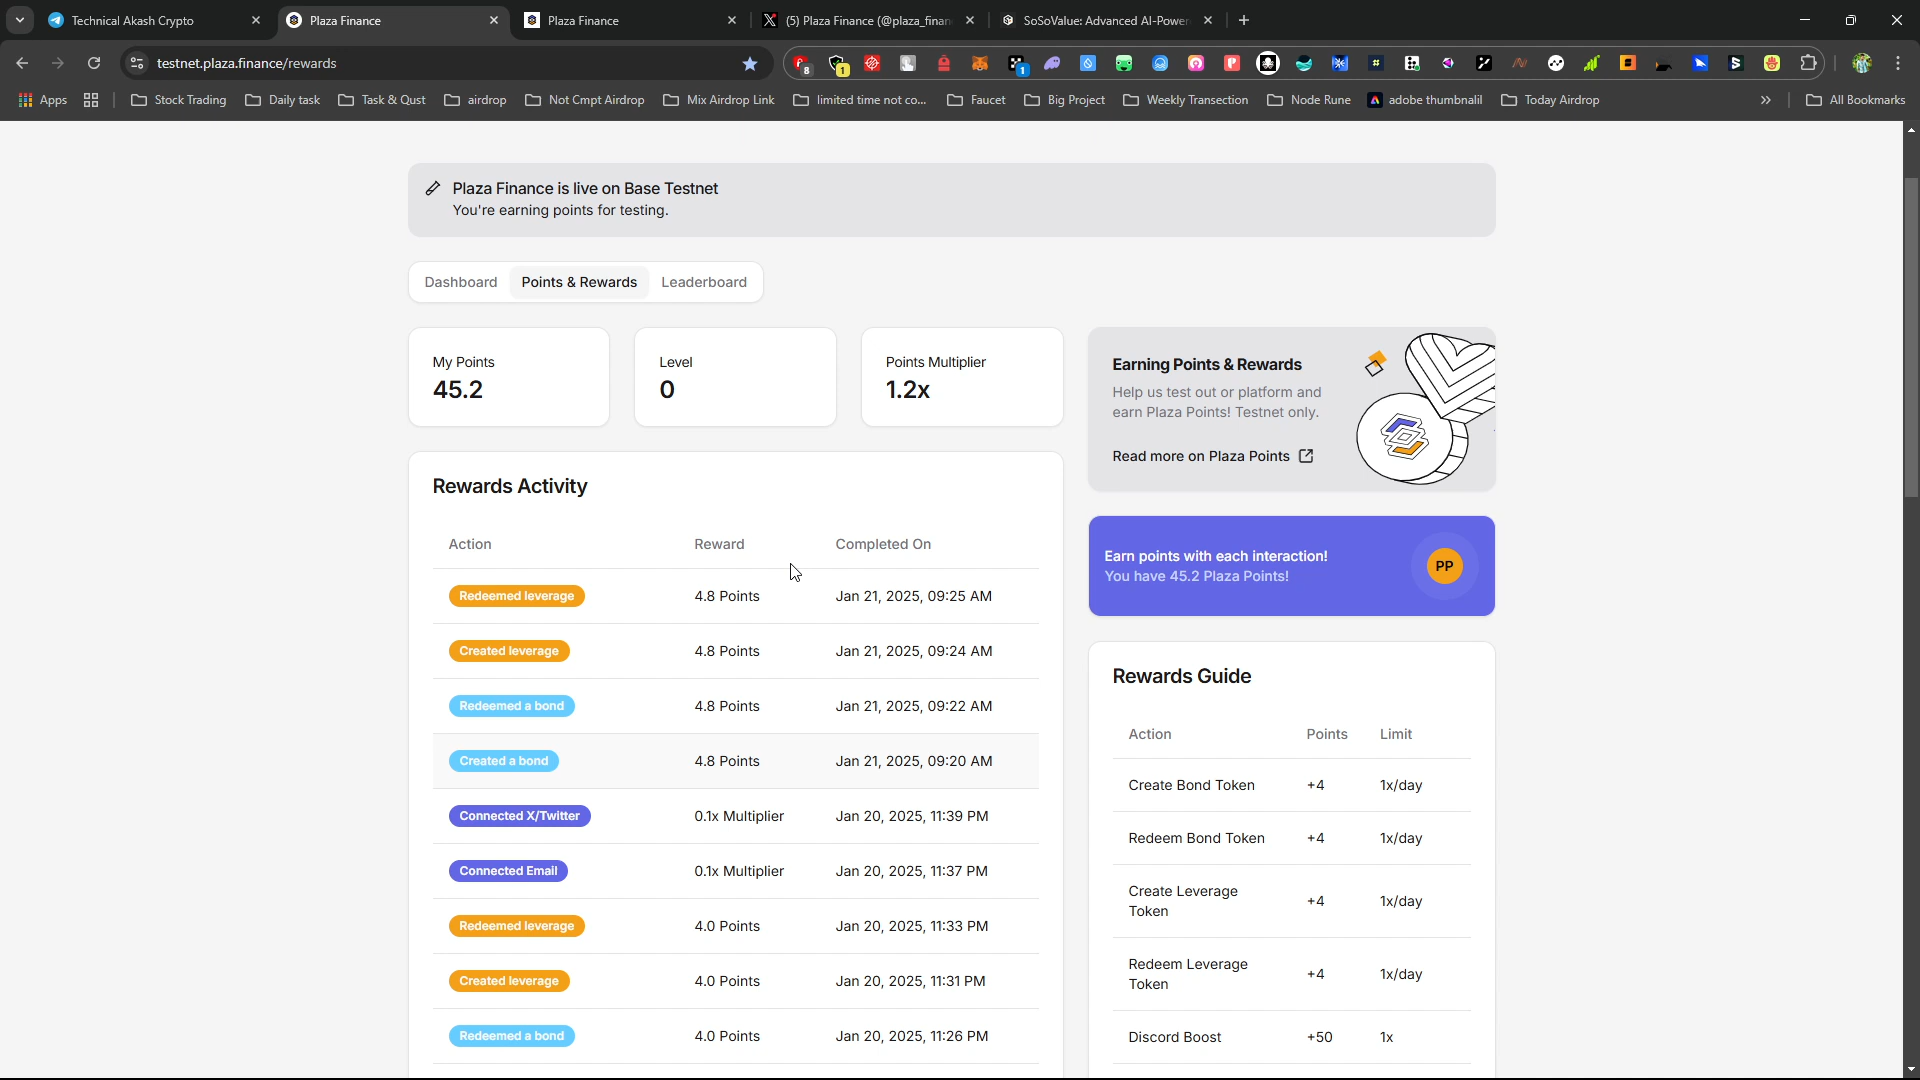 Technical Akash Crypto
Plaza Finance
Plaza Finance
(5) Plaza Finance (@plaza_finan
SoSoValue: Advanced AI-Power
testnet.plaza.finance/rewards
8
1
1
Apps
Stock Trading
Daily task
Task & Qust
airdrop
Not Cmpt Airdrop
Mix Airdrop Link
limited time not co...
Faucet
Big Project
Weekly Transection
Node Rune
adobe thumbnalil
Today Airdrop
All Bookmarks
Plaza Finance is live on Base Testnet
You're earning points for testing.
Dashboard
Points & Rewards
Leaderboard
My Points
45.2
Level
0
Points Multiplier
1.2x
Earning Points & Rewards
Help us test out or platform and
earn Plaza Points! Testnet only.
Read more on Plaza Points
Rewards Activity
Action Reward Completed On
Redeemed leverage 4.8 Points Jan 21, 2025, 09:25 AM
Created leverage 4.8 Points Jan 21, 2025, 09:24 AM
Redeemed a bond 4.8 Points Jan 21, 2025, 09:22 AM
Created a bond 4.8 Points Jan 21, 2025, 09:20 AM
Connected X/Twitter 0.1x Multiplier Jan 20, 2025, 11:39 PM
Connected Email 0.1x Multiplier Jan 20, 2025, 11:37 PM
Redeemed leverage 4.0 Points Jan 20, 2025, 11:33 PM
Created leverage 4.0 Points Jan 20, 2025, 11:31 PM
Redeemed a bond 4.0 Points Jan 20, 2025, 11:26 PM
Earn points with each interaction!
You have 45.2 Plaza Points!
PP
Rewards Guide
Action Points Limit
Create Bond Token +4 1x/day
Redeem Bond Token +4 1x/day
Create Leverage
Token +4 1x/day
Redeem Leverage
Token +4 1x/day
Discord Boost +50 1x